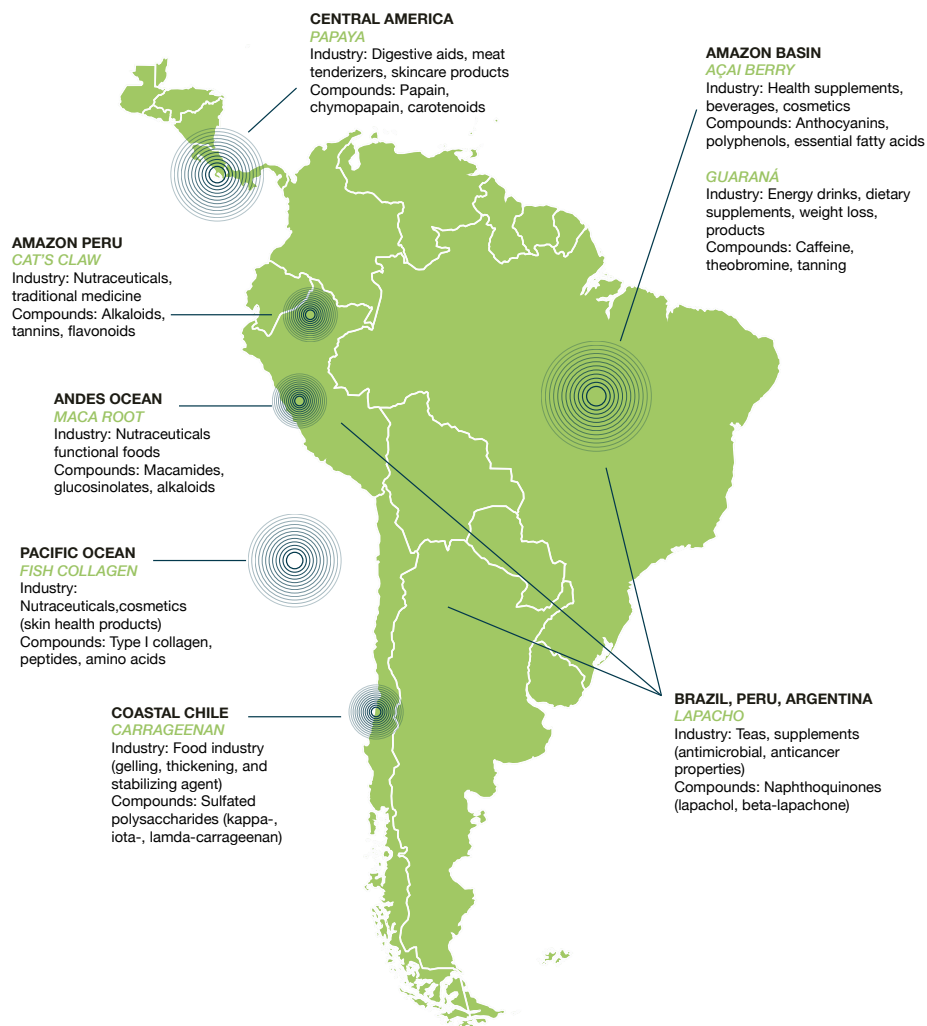 CENTRAL AMERICA
PAPAYA
Industry: Digestive aids, meat
tenderizers, skincare products
Compounds: Papain,
chymopapain, carotenoids
AMAZON BASIN
AÇAI BERRY
Industry: Health supplements,
beverages, cosmetics
Compounds: Anthocyanins,
polyphenols, essential fatty acids
GUARANÁ
Industry: Energy drinks, dietary
supplements, weight loss,
products
Compounds: Caffeine,
theobromine, tanning
AMAZON PERU
CAT'S CLAW
Industry: Nutraceuticals,
traditional medicine
Compounds: Alkaloids,
tannins, flavonoids
ANDES OCEAN
MACA ROOT
Industry: Nutraceuticals
functional foods
Compounds: Macamides,
glucosinolates, alkaloids
PACIFIC OCEAN
FISH COLLAGEN
Industry:
Nutraceuticals,cosmetics
(skin health products)
Compounds: Type I collagen,
peptides, amino acids
COASTAL CHILE
CARRAGEENAN
Industry: Food industry
(gelling, thickening, and
stabilizing agent)
Compounds: Sulfated
polysaccharides (kappa-,
iota-, lamda-carrageenan)
BRAZIL, PERU, ARGENTINA
LAPACHO
Industry: Teas, supplements
(antimicrobial, anticancer
properties)
Compounds: Naphthoquinones
(lapachol, beta-lapachone)